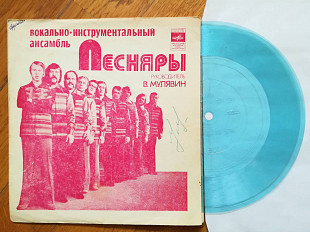 вокально-инструментальный
ансамбль
Песняры
РУКОВОДИТЕЛЬ
В. МУЛЯВИН